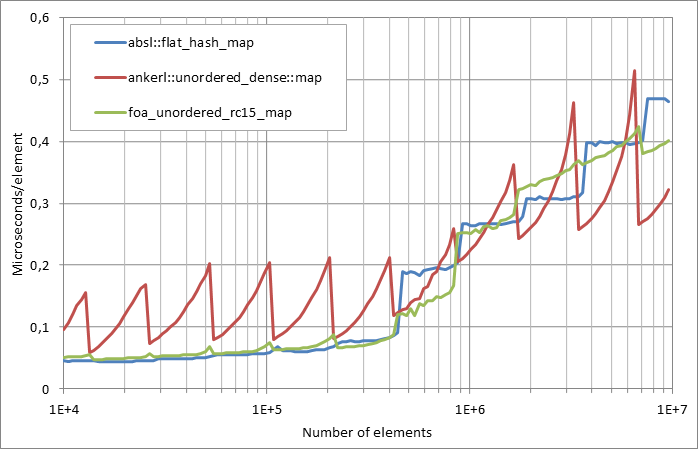 0,6
absl::flat_hash_map
ankerl::unordered_dense::map
foa_unordered_rc15_map
0,5
0,4
0,3
0,2
0,1
0
Microseconds/element
1E+4
1E+5
1E+6
1E+7
Number of elements